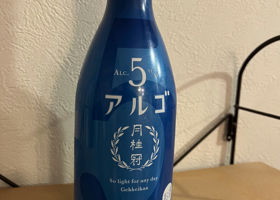 ALC. 5
アルゴ
月桂冠
So light for any day.
Gekkeikan